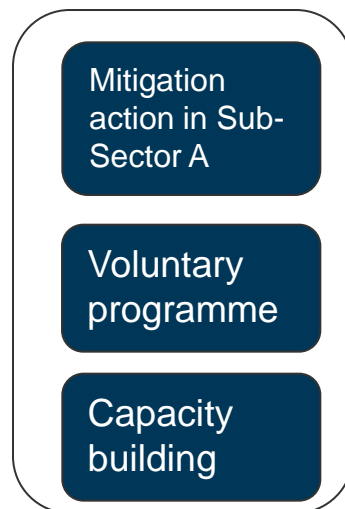 Mitigation
action in Sub-
Sector A
Voluntary
programme
Capacity
building